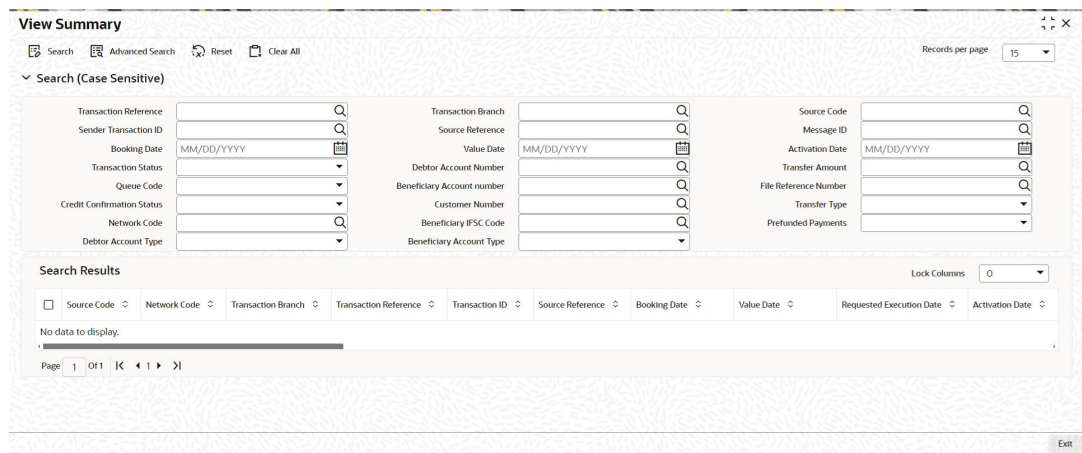 View Summary
Search Advanced Search Reset Clear All Records per page 15
Search (Case Sensitive)
Transaction Reference Transaction Branch Source Code
Sender Transaction ID Source Reference Message ID
Booking Date MM/DD/YYYY Value Date MM/DD/YYYY Activation Date MM/DD/YYYY
Transaction Status Debtor Account Number Transfer Amount
Queue Code Beneficiary Account number File Reference Number
Credit Confirmation Status Customer Number Transfer Type
Network Code Beneficiary IFSC Code Prefunded Payments
Debtor Account Type Beneficiary Account Type
Search Results Lock Columns 0
Source Code Network Code Transaction Branch Transaction Reference Transaction ID Source Reference Booking Date Value Date Requested Execution Date Activation Date
No data to display.
Page 1 Of 1 1
Exit